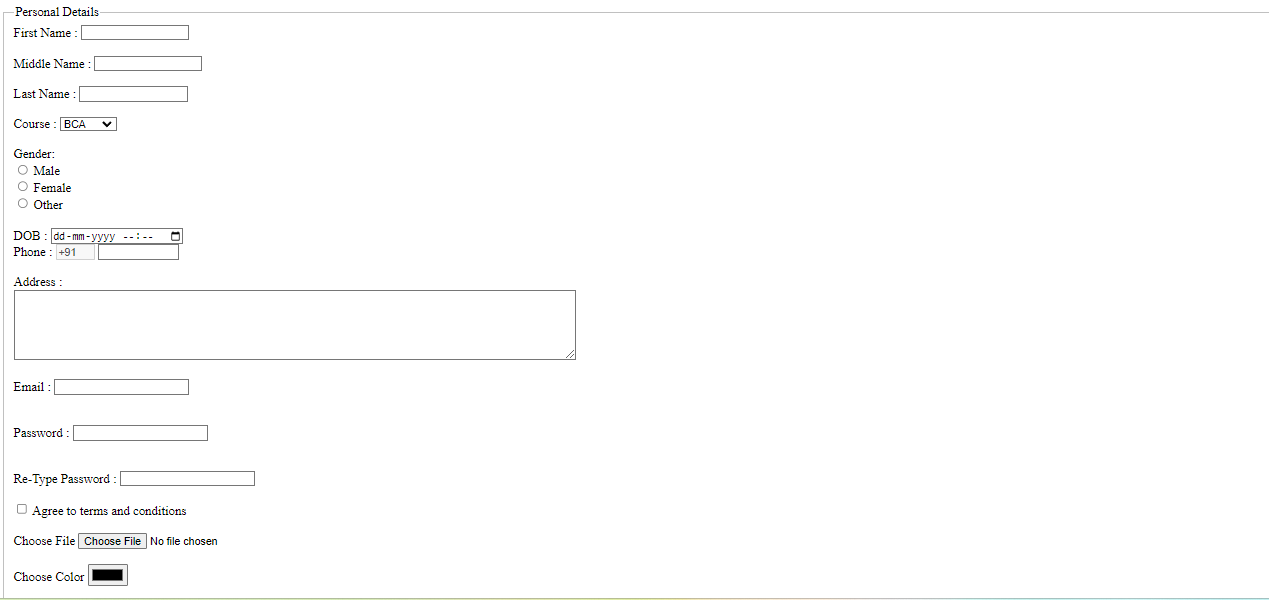 Personal Details
First Name :
Middle Name :
Last Name :
Course : BCA
Gender:
Male
Female
Other
DOB : dd-mm-yyyy --:--
Phone : +91
Address :
Email :
Password :
Re-Type Password :
Agree to terms and conditions
Choose File Choose File No file chosen
Choose Color